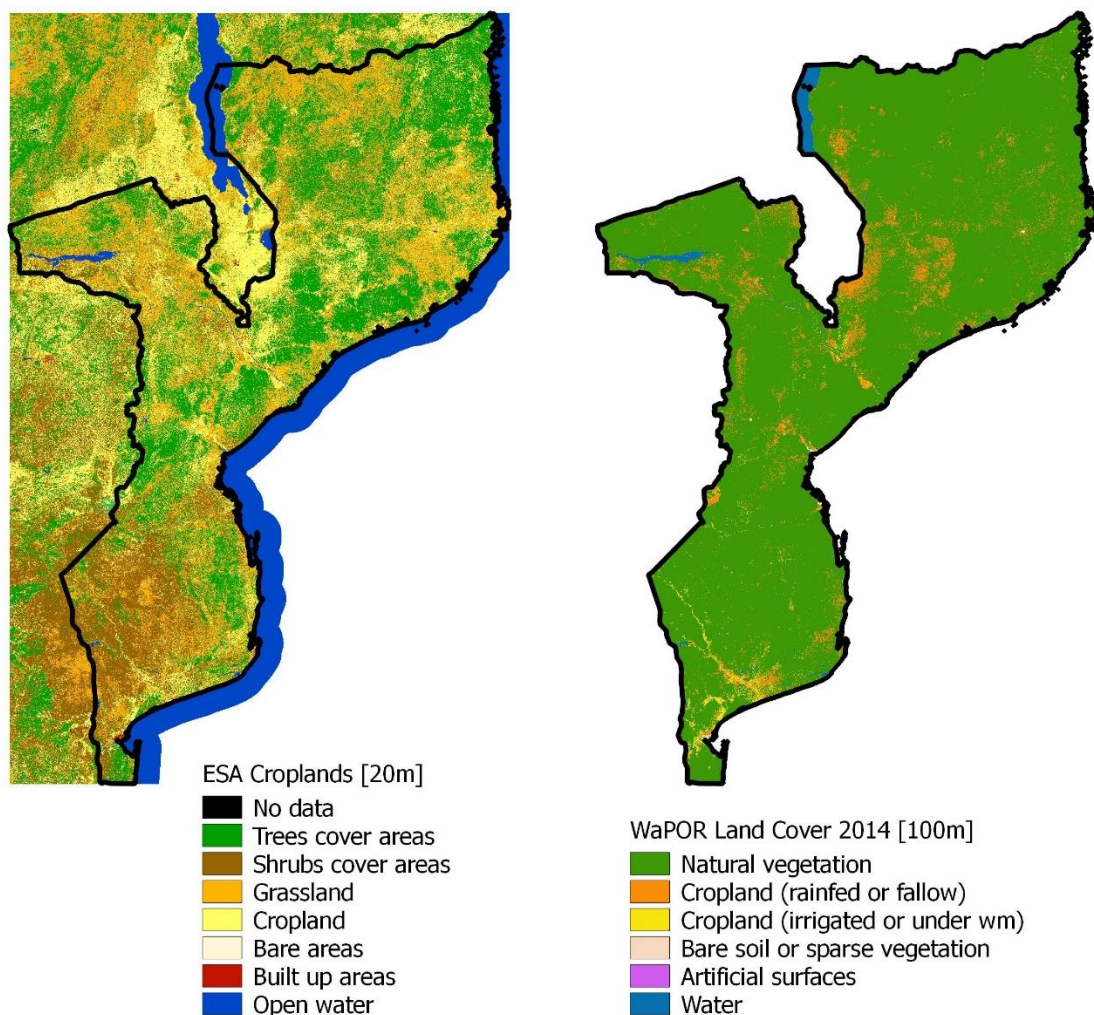 ESA Croplands [20m]
No data
Trees cover areas
Shrubs cover areas
Grassland
Cropland
Bare areas
Built up areas
Open water
WaPOR Land Cover 2014 [100m]
Natural vegetation
Cropland (rainfed or fallow)
Cropland (irrigated or under wm)
Bare soil or sparse vegetation
Artificial surfaces
Water